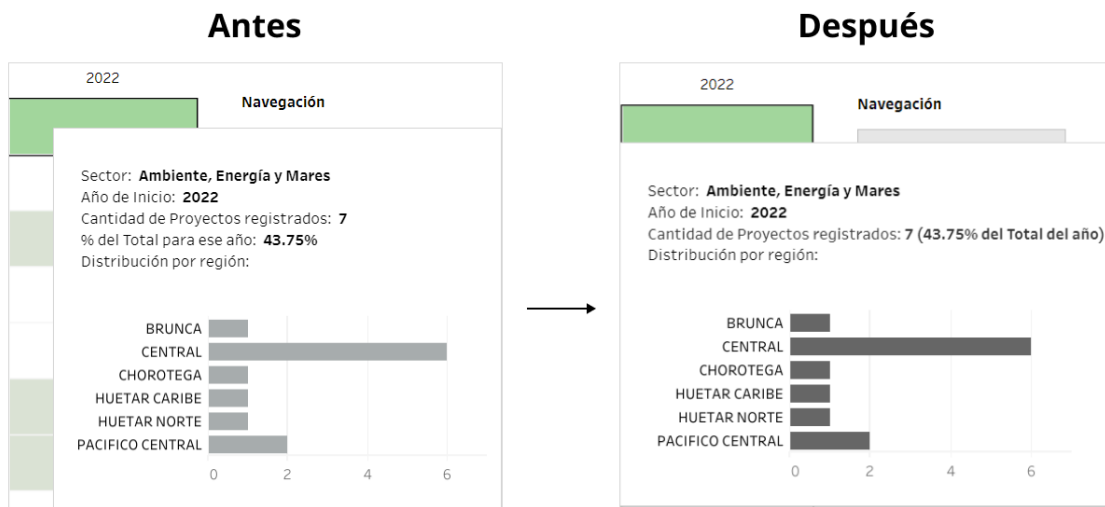 Antes
2022
Navegación
Sector: Ambiente, Energía y Mares
Año de Inicio: 2022
Cantidad de Proyectos registrados: 7
% del Total para ese año: 43.75%
Distribución por región:
BRUNCA
CENTRAL
CHOROTEGA
HUETAR CARIBE
HUETAR NORTE
PACIFICO CENTRAL
0 2 4 6
Después
2022
Navegación
Sector: Ambiente, Energía y Mares
Año de Inicio: 2022
Cantidad de Proyectos registrados: 7 (43.75% del Total del año)
Distribución por región:
BRUNCA
CENTRAL
CHOROTEGA
HUETAR CARIBE
HUETAR NORTE
PACIFICO CENTRAL
0 2 4 6